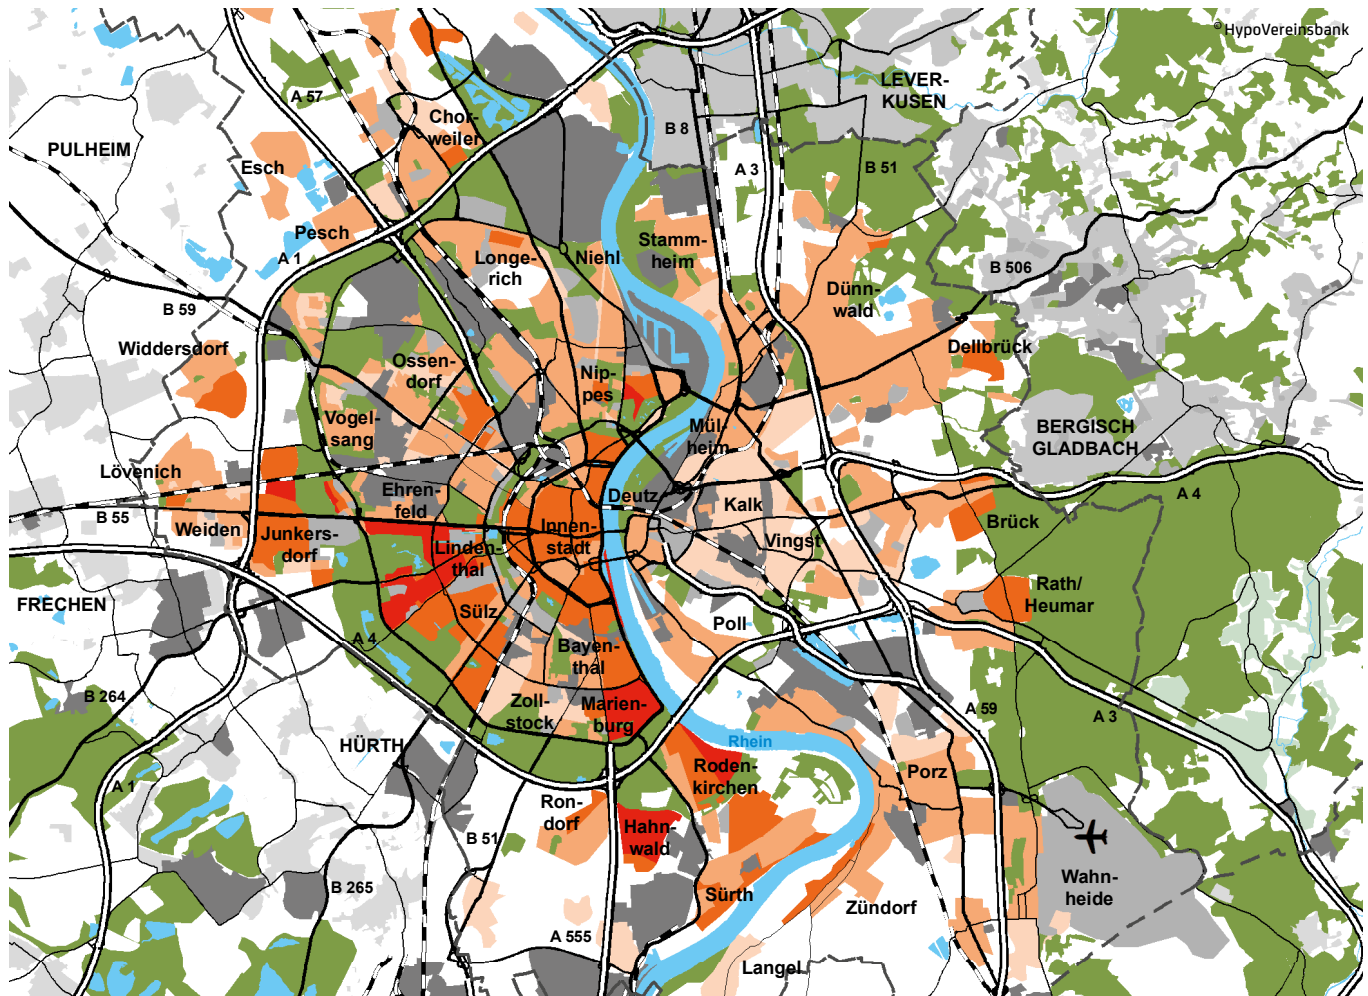 ©HypoVereinsbank
LEVER-
KUSEN
A 57
Chor-
weiler
B 8
PULHEIM
Esch
A 3
B 51
Pesch
A 1
Longe-
rich
Niehl
Stamm-
heim
B 506
Dünn-
wald
B 59
Widdersdorf
Ossen-
dorf
Nip-
pes
Dellbrück
Vogel-
sang
Mül-
heim
BERGISCH
GLADBACH
Lövenich
Ehren-
feld
Deutz
Kalk
A 4
B 55
Weiden
Junkers-
dorf
Linden-
thal
Innen-
stadt
Vingst
Brück
FRECHEN
Sülz
Rath/
Heumar
Poll
A 4
Bayen-
thal
B 264
Zoll-
stock
Marien-
burg
A 59
A 3
HÜRTH
Rhein
Roden-
kirchen
Porz
A 1
Ron-
dorf
Hahn-
wald
B 51
B 265
Sürth
Zündorf
Wahn-
heide
A 555
Langel